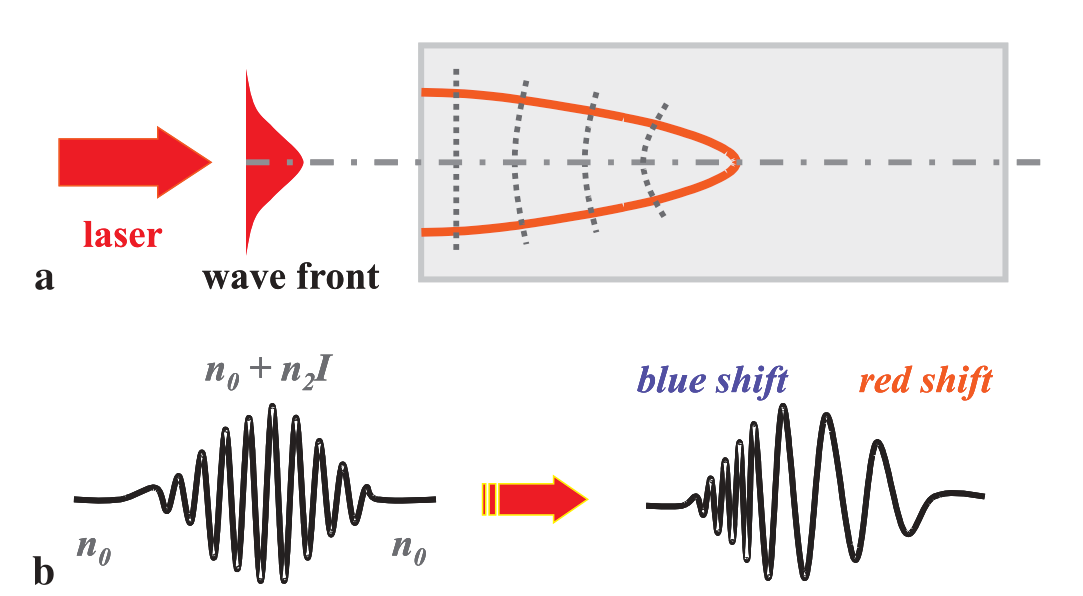 laser
wave front
a
n₀ + n₂I
blue shift
red shift
n₀
n₀
b